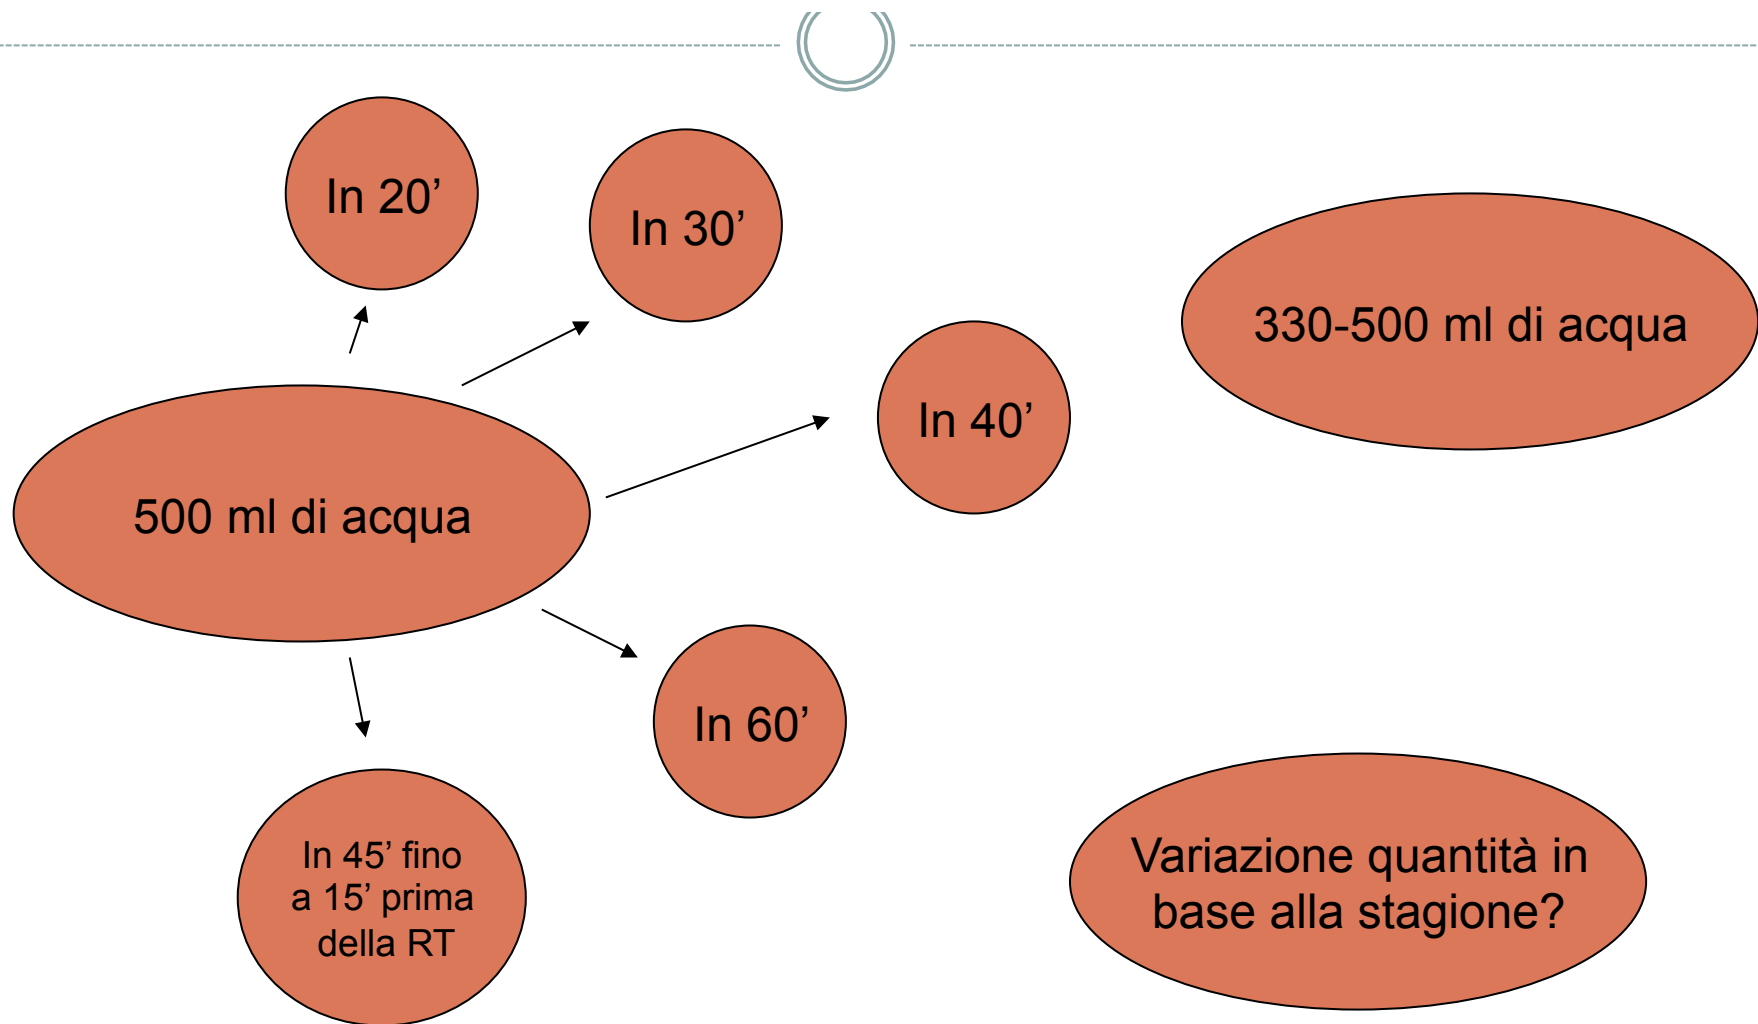 In 20’
In 30’
330-500 ml di acqua
In 40’
500 ml di acqua
In 60’
In 45’ fino
a 15’ prima
della RT
Variazione quantità in
base alla stagione?